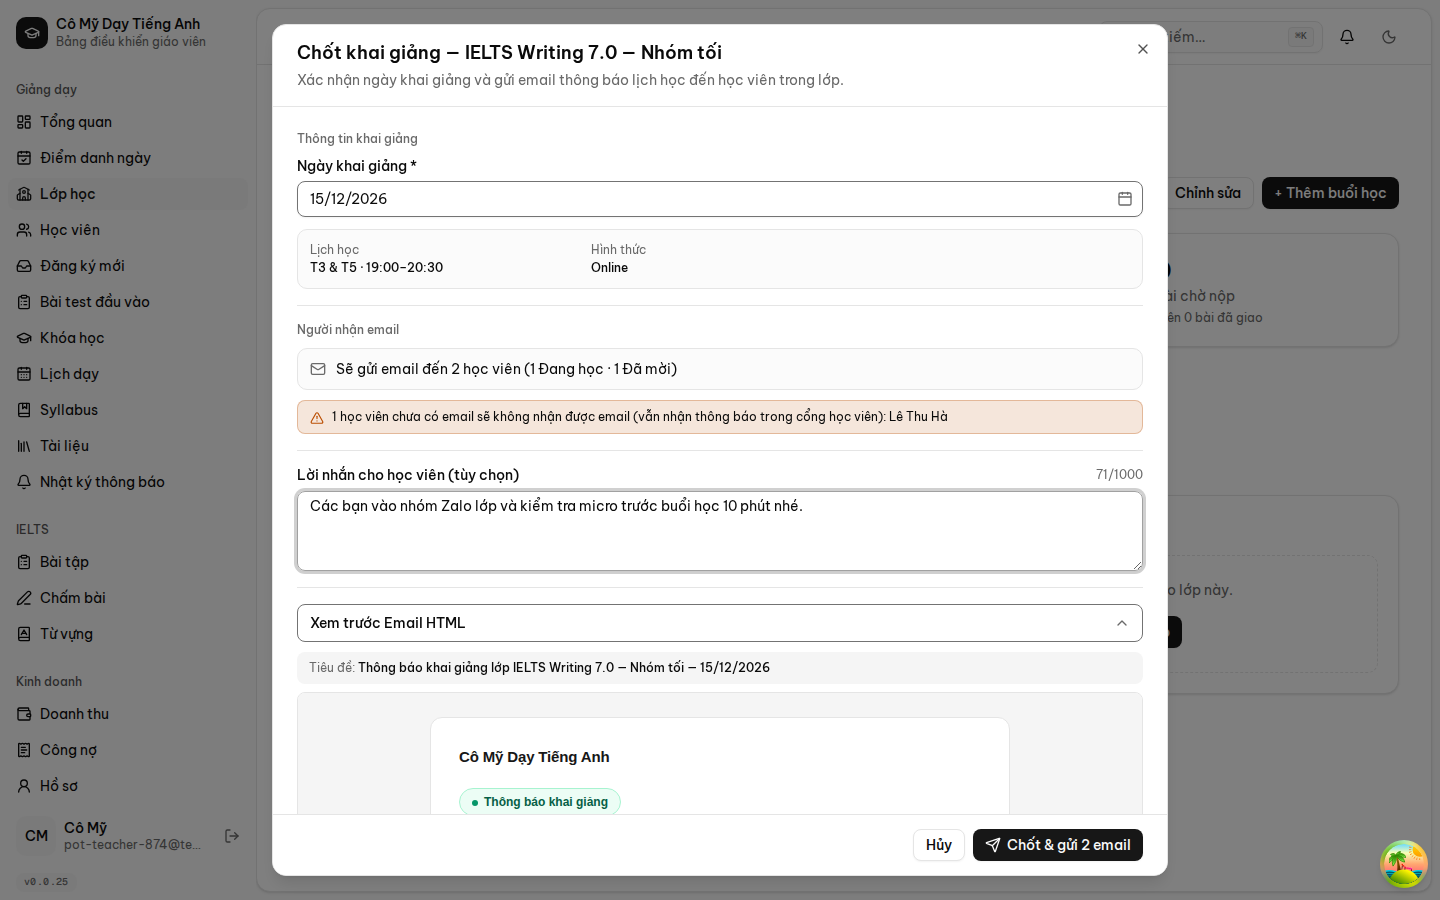 Cô Mỹ Dạy Tiếng Anh
Bảng điều khiển giáo viên
Giảng dạy
Tổng quan
Điểm danh ngày
Lớp học
Học viên
Đăng ký mới
Bài test đầu vào
Khóa học
Lịch dạy
Syllabus
Tài liệu
Nhật ký thông báo
IELTS
Bài tập
Chấm bài
Từ vựng
Kinh doanh
Doanh thu
Công nợ
Hồ sơ
CM
Cô Mỹ
pot-teacher-874@te...
v0.0.25
iếm...
⌘K
Chỉnh sửa
+ Thêm buổi học
ài chờ nộp
ên 0 bài đã giao
o lớp này.
Chốt khai giảng — IELTS Writing 7.0 — Nhóm tối
Xác nhận ngày khai giảng và gửi email thông báo lịch học đến học viên trong lớp.
Thông tin khai giảng
Ngày khai giảng *
15/12/2026
Lịch học
T3 & T5 · 19:00–20:30
Hình thức
Online
Người nhận email
Sẽ gửi email đến 2 học viên (1 Đang học · 1 Đã mời)
1 học viên chưa có email sẽ không nhận được email (vẫn nhận thông báo trong cổng học viên): Lê Thu Hà
Lời nhắn cho học viên (tùy chọn)
71/1000
Các bạn vào nhóm Zalo lớp và kiểm tra micro trước buổi học 10 phút nhé.
Xem trước Email HTML
Tiêu đề: Thông báo khai giảng lớp IELTS Writing 7.0 — Nhóm tối — 15/12/2026
Cô Mỹ Dạy Tiếng Anh
Thông báo khai giảng
Hủy
Chốt & gửi 2 email